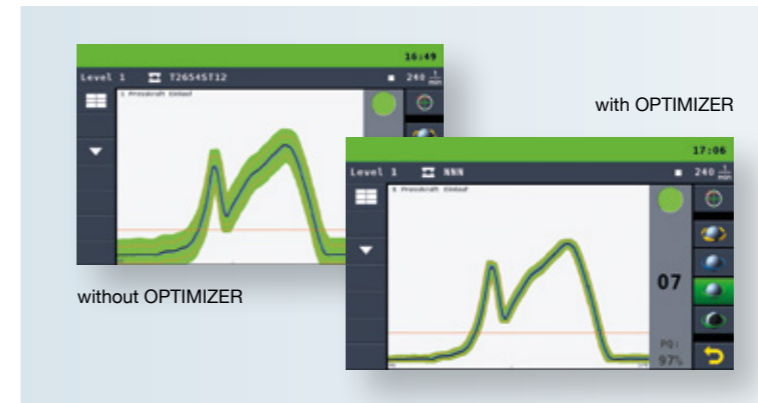 16:49
Level 1 T2654ST12 240 1/min
1 Presskraft Einlauf
with OPTIMIZER
17:06
Level 1 NNN 240 1/min
1 Presskraft Einlauf
07
without OPTIMIZER
PQ:
97%